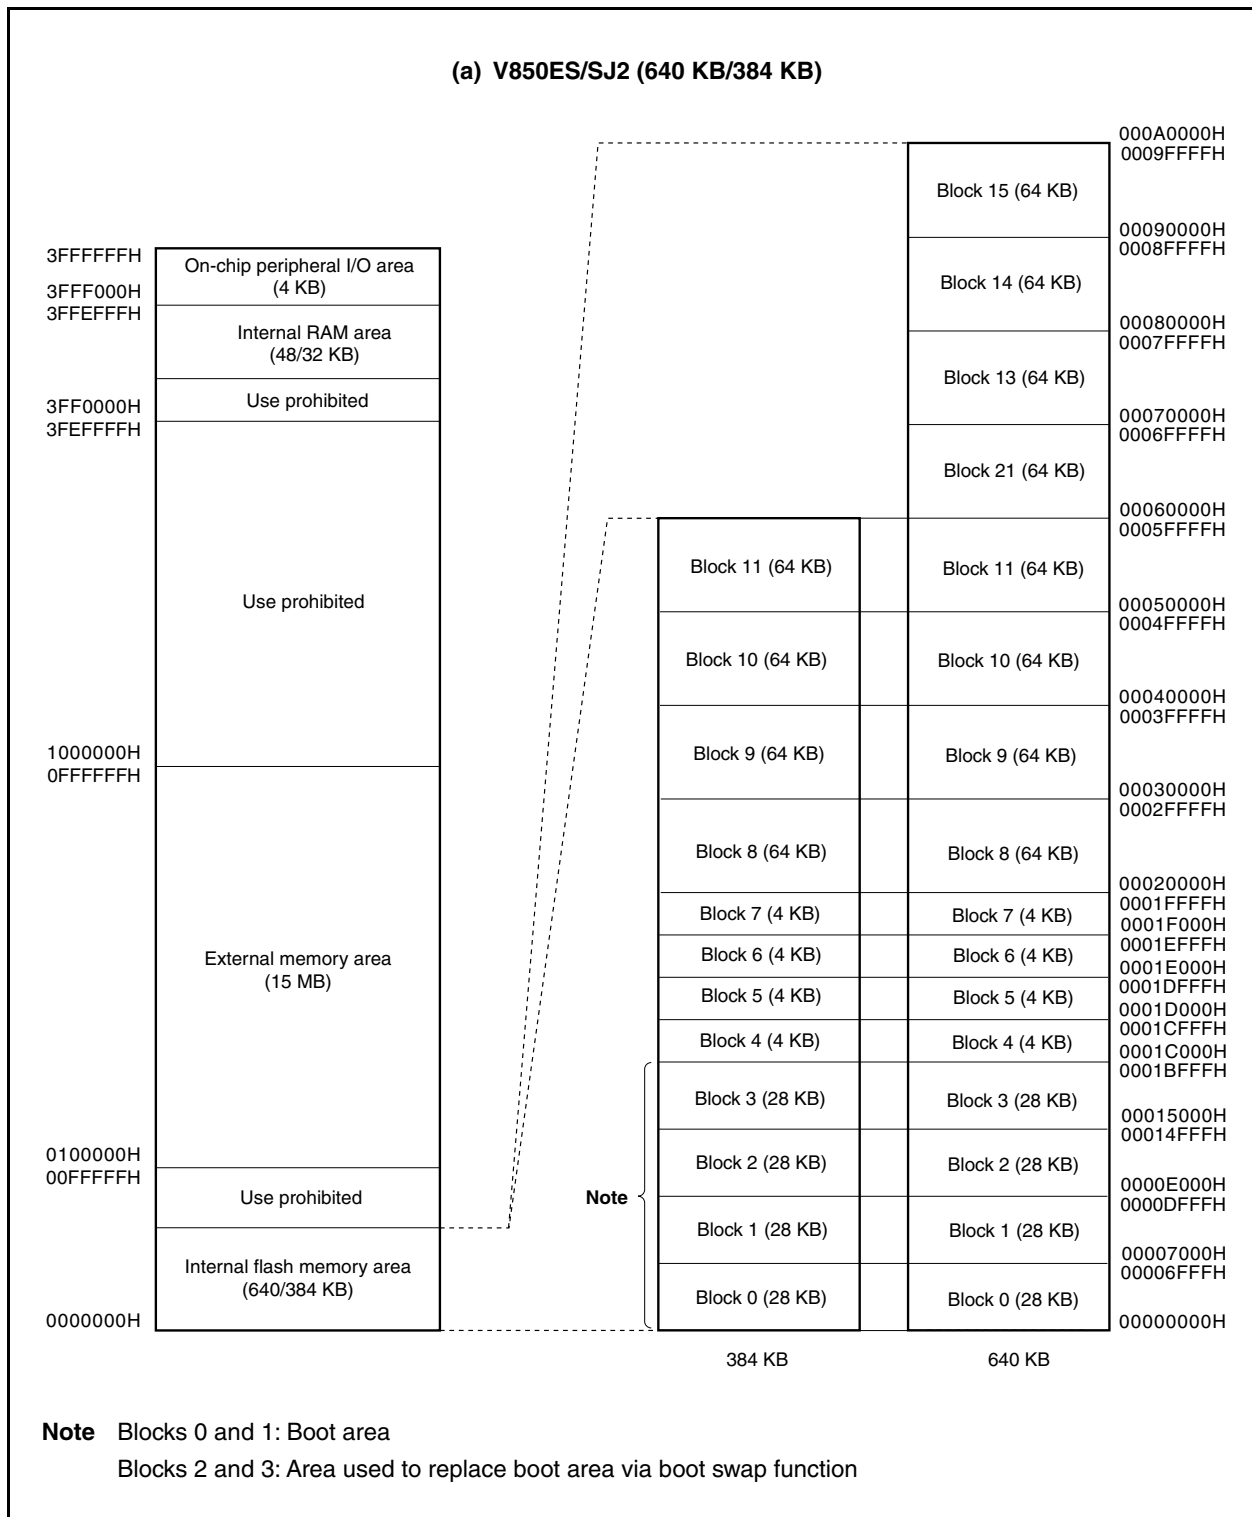 (a) V850ES/SJ2 (640 KB/384 KB)
3FFFFFFH
3FFF000H
3FFEFFFH
3FF0000H
3FEFFFFH
1000000H
0FFFFFFH
0100000H
00FFFFFH
0000000H
On-chip peripheral I/O area
(4 KB)
Internal RAM area
(48/32 KB)
Use prohibited
Use prohibited
External memory area
(15 MB)
Use prohibited
Internal flash memory area
(640/384 KB)
Note
Block 11 (64 KB)
Block 10 (64 KB)
Block 9 (64 KB)
Block 8 (64 KB)
Block 7 (4 KB)
Block 6 (4 KB)
Block 5 (4 KB)
Block 4 (4 KB)
Block 3 (28 KB)
Block 2 (28 KB)
Block 1 (28 KB)
Block 0 (28 KB)
384 KB
Block 15 (64 KB)
Block 14 (64 KB)
Block 13 (64 KB)
Block 21 (64 KB)
Block 11 (64 KB)
Block 10 (64 KB)
Block 9 (64 KB)
Block 8 (64 KB)
Block 7 (4 KB)
Block 6 (4 KB)
Block 5 (4 KB)
Block 4 (4 KB)
Block 3 (28 KB)
Block 2 (28 KB)
Block 1 (28 KB)
Block 0 (28 KB)
640 KB
000A0000H
0009FFFFH
00090000H
0008FFFFH
00080000H
0007FFFFH
00070000H
0006FFFFH
00060000H
0005FFFFH
00050000H
0004FFFFH
00040000H
0003FFFFH
00030000H
0002FFFFH
00020000H
0001FFFFH
0001F000H
0001EFFFH
0001E000H
0001DFFFH
0001D000H
0001CFFFH
0001C000H
0001BFFFH
00015000H
00014FFFH
0000E000H
0000DFFFH
00007000H
00006FFFH
00000000H
Note Blocks 0 and 1: Boot area
Blocks 2 and 3: Area used to replace boot area via boot swap function